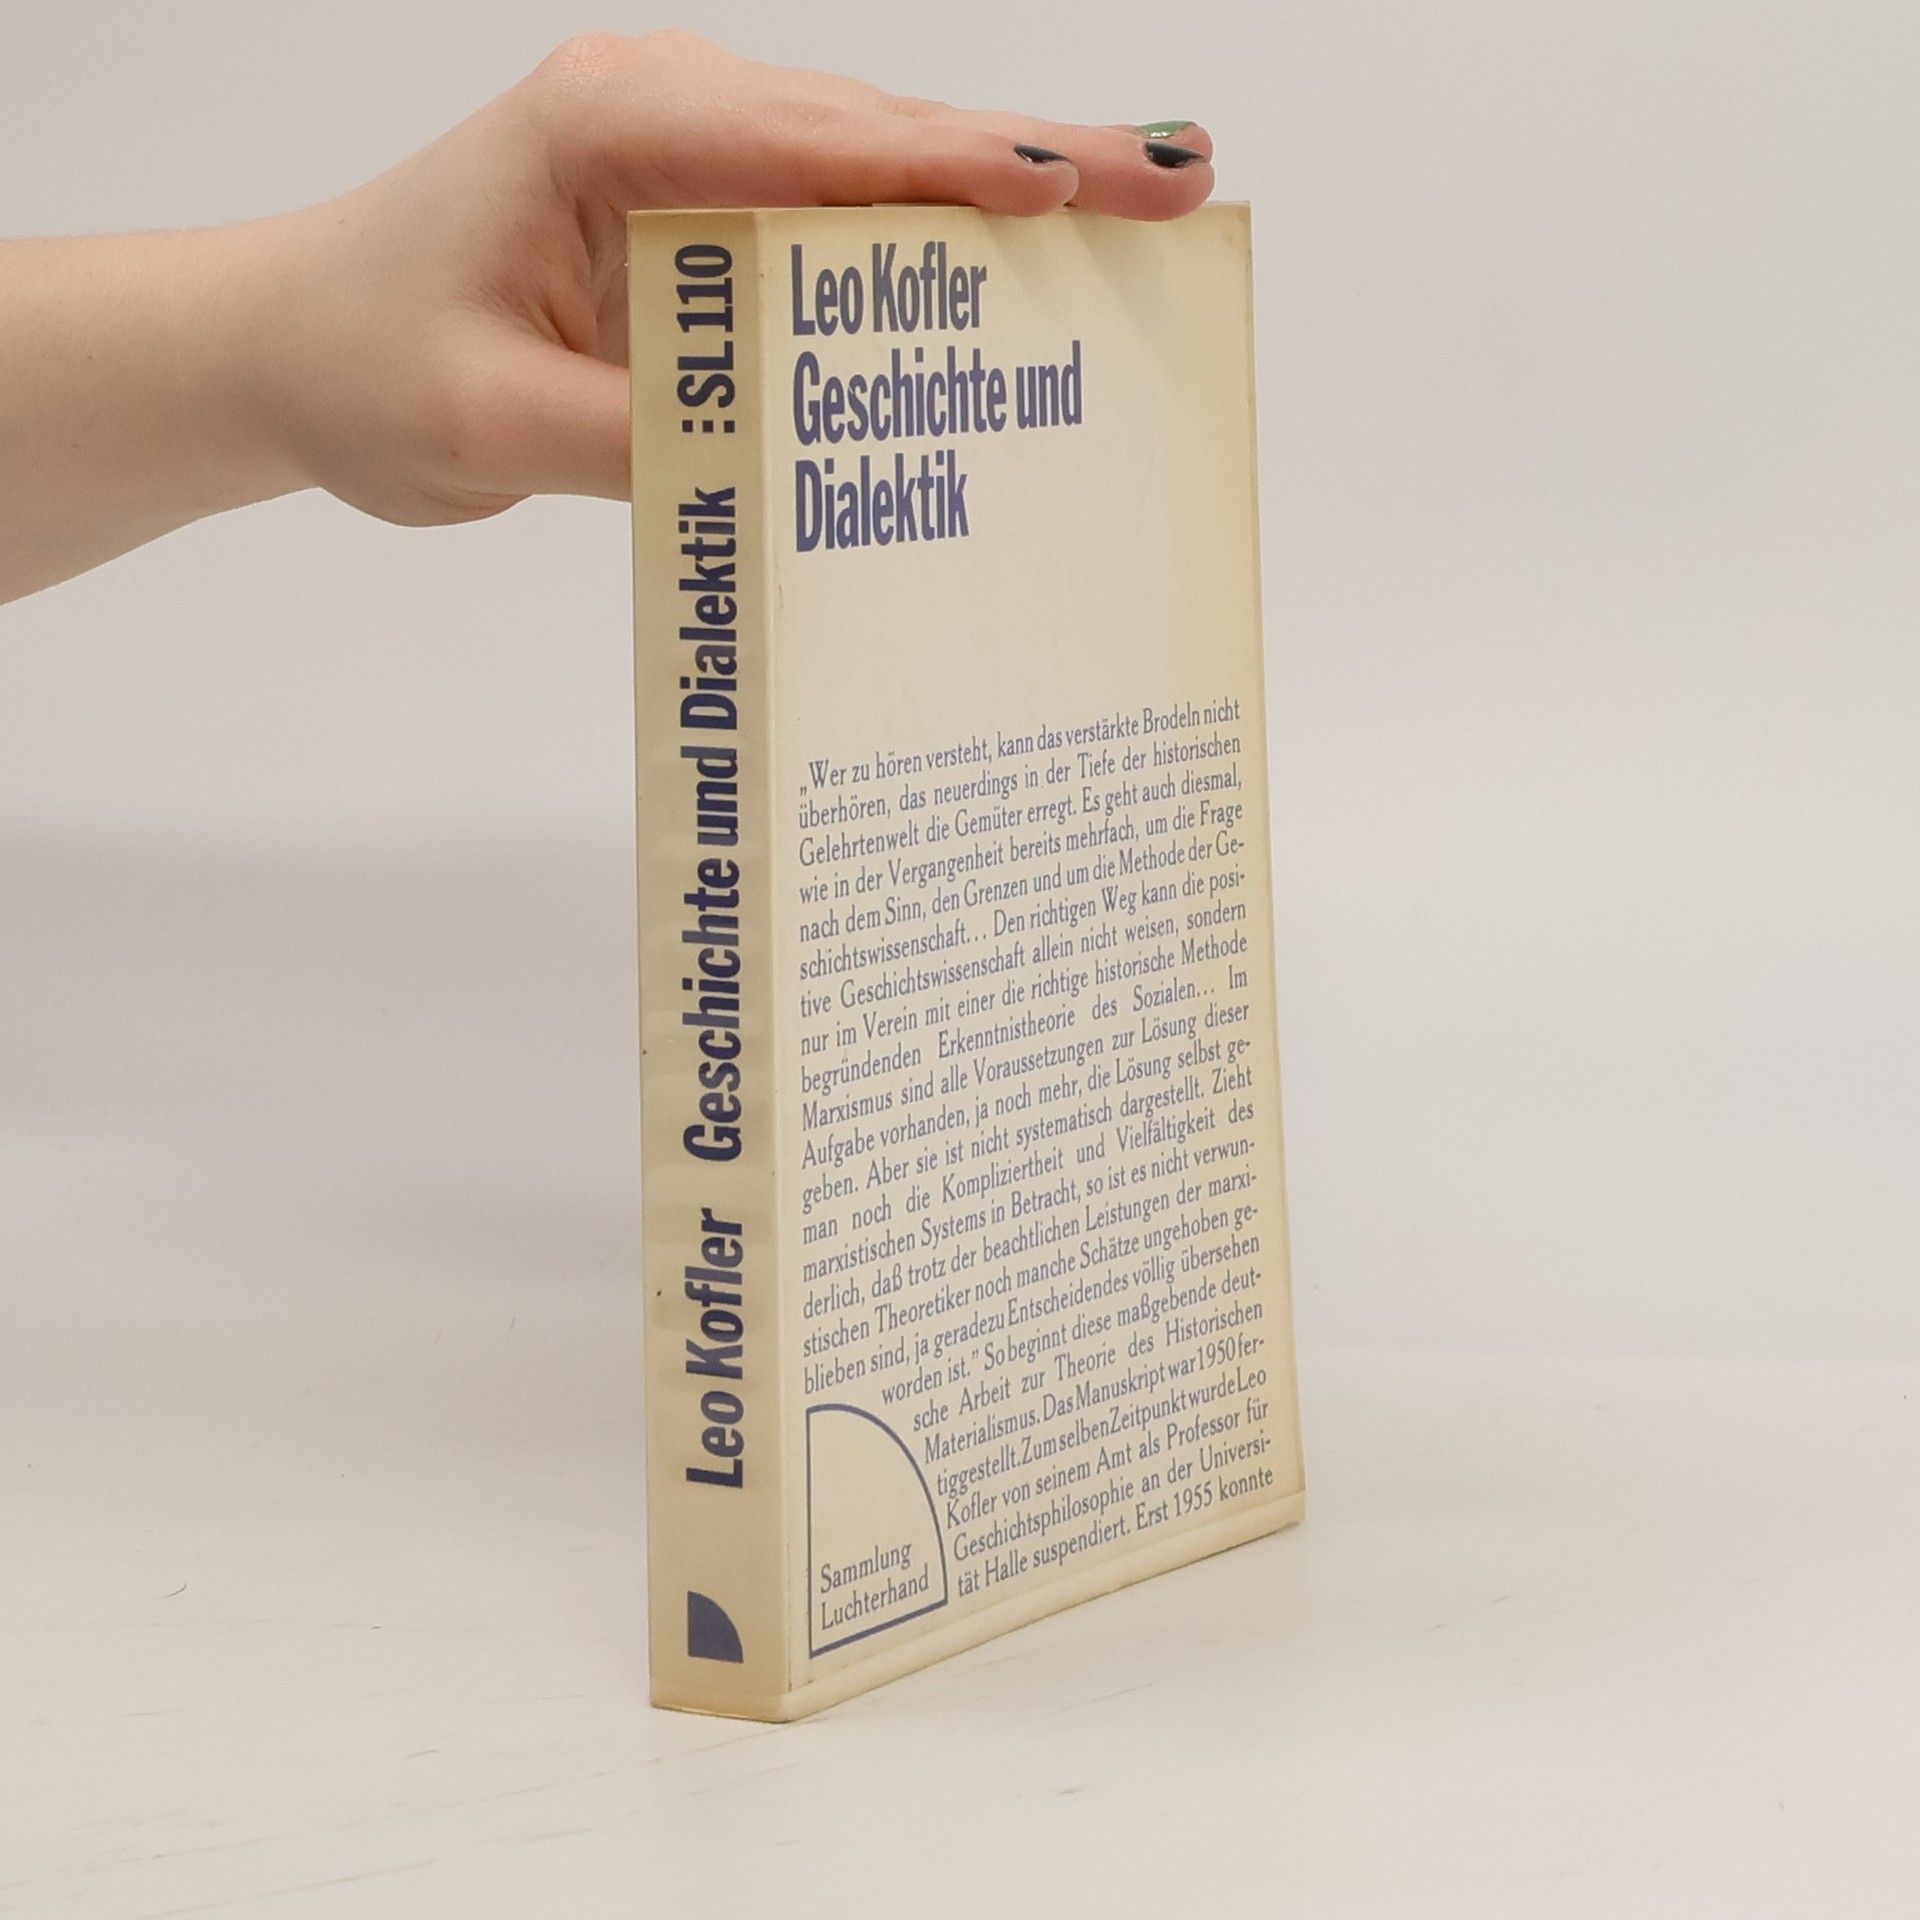 Leo Kofler Geschichte und Dialektik SL 110
Leo Kofler
Geschichte und
Dialektik
„Wer zu hören versteht, kann das verstärkte Brodeln nicht
überhören, das neuerdings in der Tiefe der historischen
Gelehrtenwelt die Gemüter erregt. Es geht auch diesmal,
wie in der Vergangenheit bereits mehrfach, um die Frage
nach dem Sinn, den Grenzen und um die Methode der Ge-
schichtswissenschaft... Den richtigen Weg kann die posi-
tive Geschichtswissenschaft allein nicht weisen, sondern
nur im Verein mit einer die richtige historische Methode
begründenden Erkenntnistheorie des Sozialen... Im
Marxismus sind alle Voraussetzungen zur Lösung dieser
Aufgabe vorhanden, ja noch mehr, die Lösung selbst ge-
geben. Aber sie ist nicht systematisch dargestellt. Zieht
man noch die Kompliziertheit und Vielfältigkeit des
marxistischen Systems in Betracht, so ist es nicht verwun-
derlich, daß trotz der beachtlichen Leistungen der marxi-
stischen Theoretiker noch manche Schätze ungehoben ge-
blieben sind, ja geradezu Entscheidendes völlig übersehen
worden ist.” So beginnt diese maßgebende deut-
sche Arbeit zur Theorie des Historischen
Materialismus. Das Manuskript war 1950 fer-
tiggestellt. Zum selben Zeitpunkt wurde Leo
Kofler von seinem Amt als Professor für
Geschichtsphilosophie an der Universi-
tät Halle suspendiert. Erst 1955 konnte
Sammlung
Luchterhand